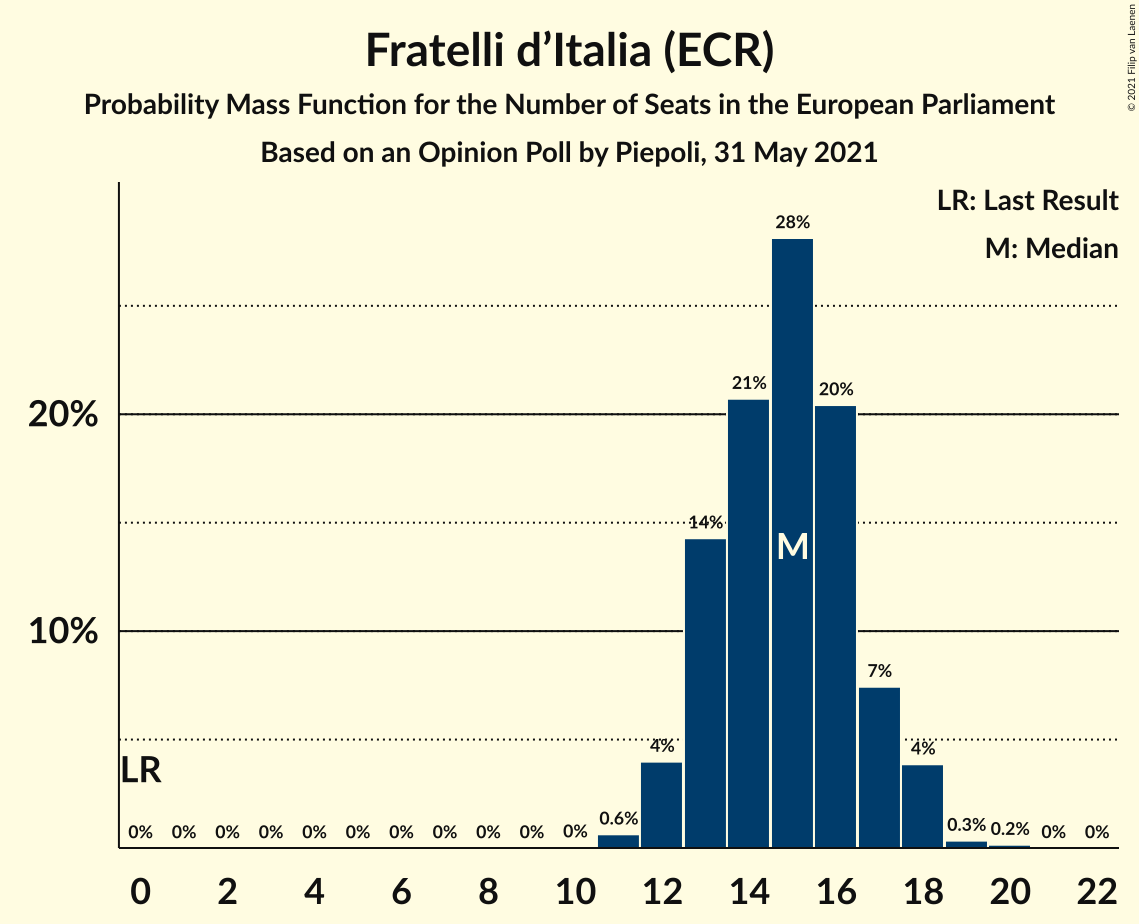 Fratelli d’Italia (ECR)
Probability Mass Function for the Number of Seats in the European Parliament
Based on an Opinion Poll by Piepoli, 31 May 2021
© 2021 Filip van Laenen
LR: Last Result
M: Median
28%
21%
20%
20%
14%
M
10%
7%
4%
4%
LR
0% 0% 0% 0% 0% 0% 0% 0% 0% 0% 0% 0.6% 0.3% 0.2% 0% 0%
0 2 4 6 8 10 12 14 16 18 20 22